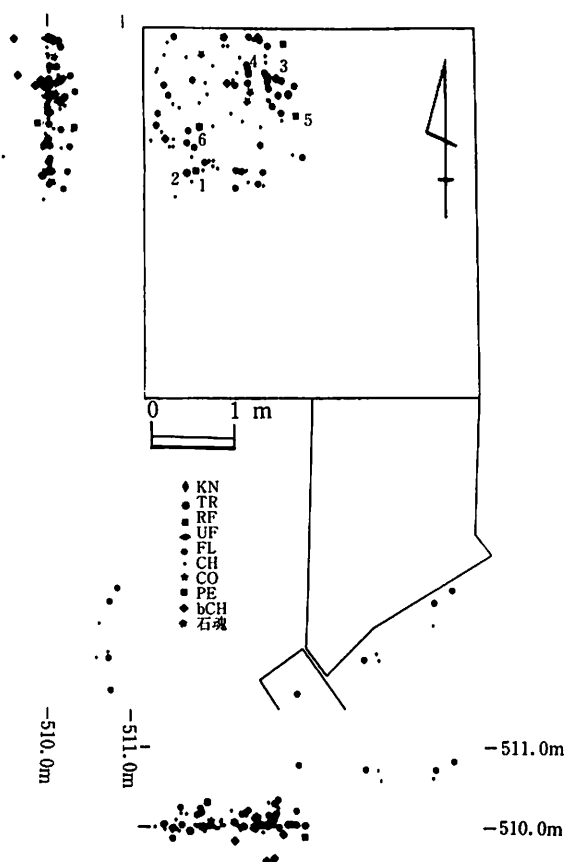 4
3
5
6
2
1
0 1 m
KN
TR
RF
UF
FL
CH
CO
PE
bCH
石魂
-510.0m
-511.0m
-511.0m
-510.0m